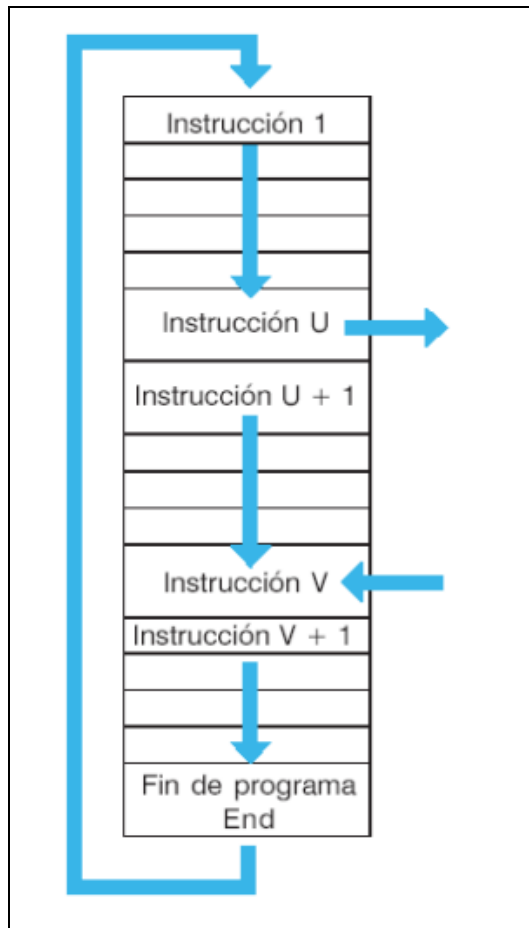 Instrucción 1
Instrucción U
Instrucción U + 1
Instrucción V
Instrucción V + 1
Fin de programa
End